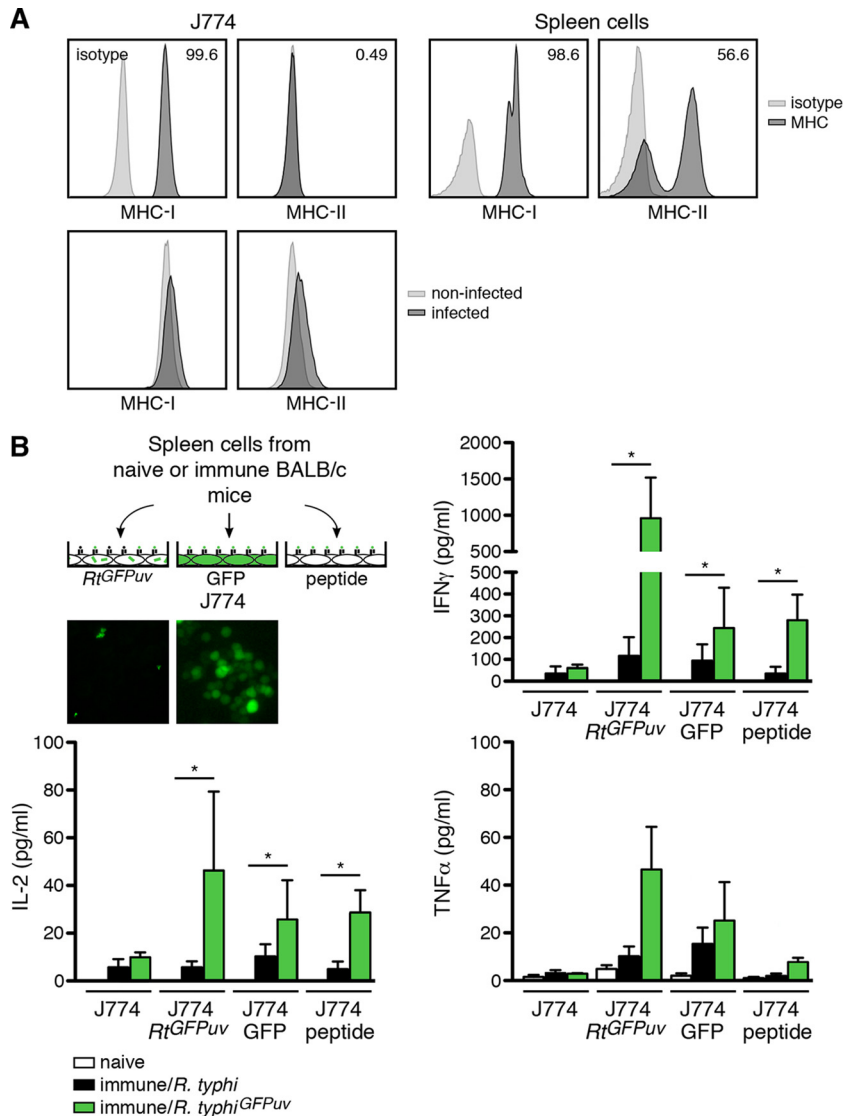 A
J774
Spleen cells
isotype 99.6
0.49
98.6
56.6
isotype
MHC
MHC-I
MHC-II
MHC-I
MHC-II
non-infected
infected
MHC-I
MHC-II
B
Spleen cells from
naive or immune BALB/c
mice
RtGFPuv
GFP
peptide
J774
IFNγ (pg/ml)
2000
1500
1000
500
500
400
300
200
100
0
*
*
*
J774
J774
RtGFPuv
J774
GFP
J774
peptide
IL-2 (pg/ml)
100
80
60
40
20
0
*
*
*
J774
J774
RtGFPuv
J774
GFP
J774
peptide
TNFα (pg/ml)
100
80
60
40
20
0
J774
J774
RtGFPuv
J774
GFP
J774
peptide
naive
immune/R. typhi
immune/R. typhiGFPuv